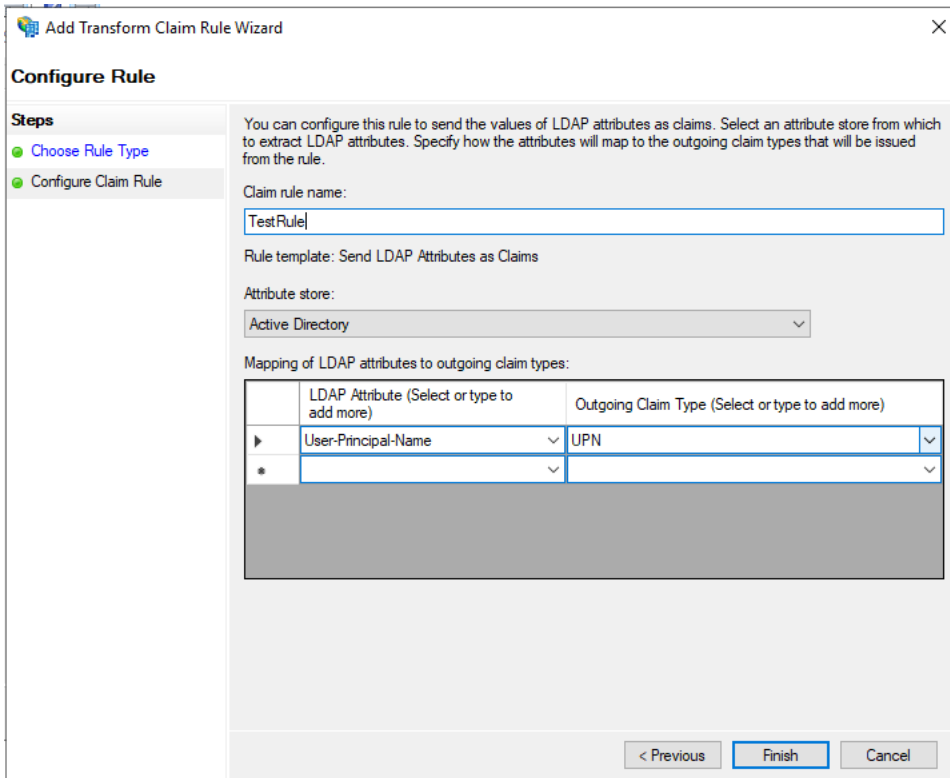 Add Transform Claim Rule Wizard
Configure Rule
Steps
Choose Rule Type
Configure Claim Rule
You can configure this rule to send the values of LDAP attributes as claims. Select an attribute store from which
to extract LDAP attributes. Specify how the attributes will map to the outgoing claim types that will be issued
from the rule.
Claim rule name:
TestRule
Rule template: Send LDAP Attributes as Claims
Attribute store:
Active Directory
Mapping of LDAP attributes to outgoing claim types:
LDAP Attribute (Select or type to
add more)
Outgoing Claim Type (Select or type to add more)
User-Principal-Name
UPN
< Previous
Finish
Cancel